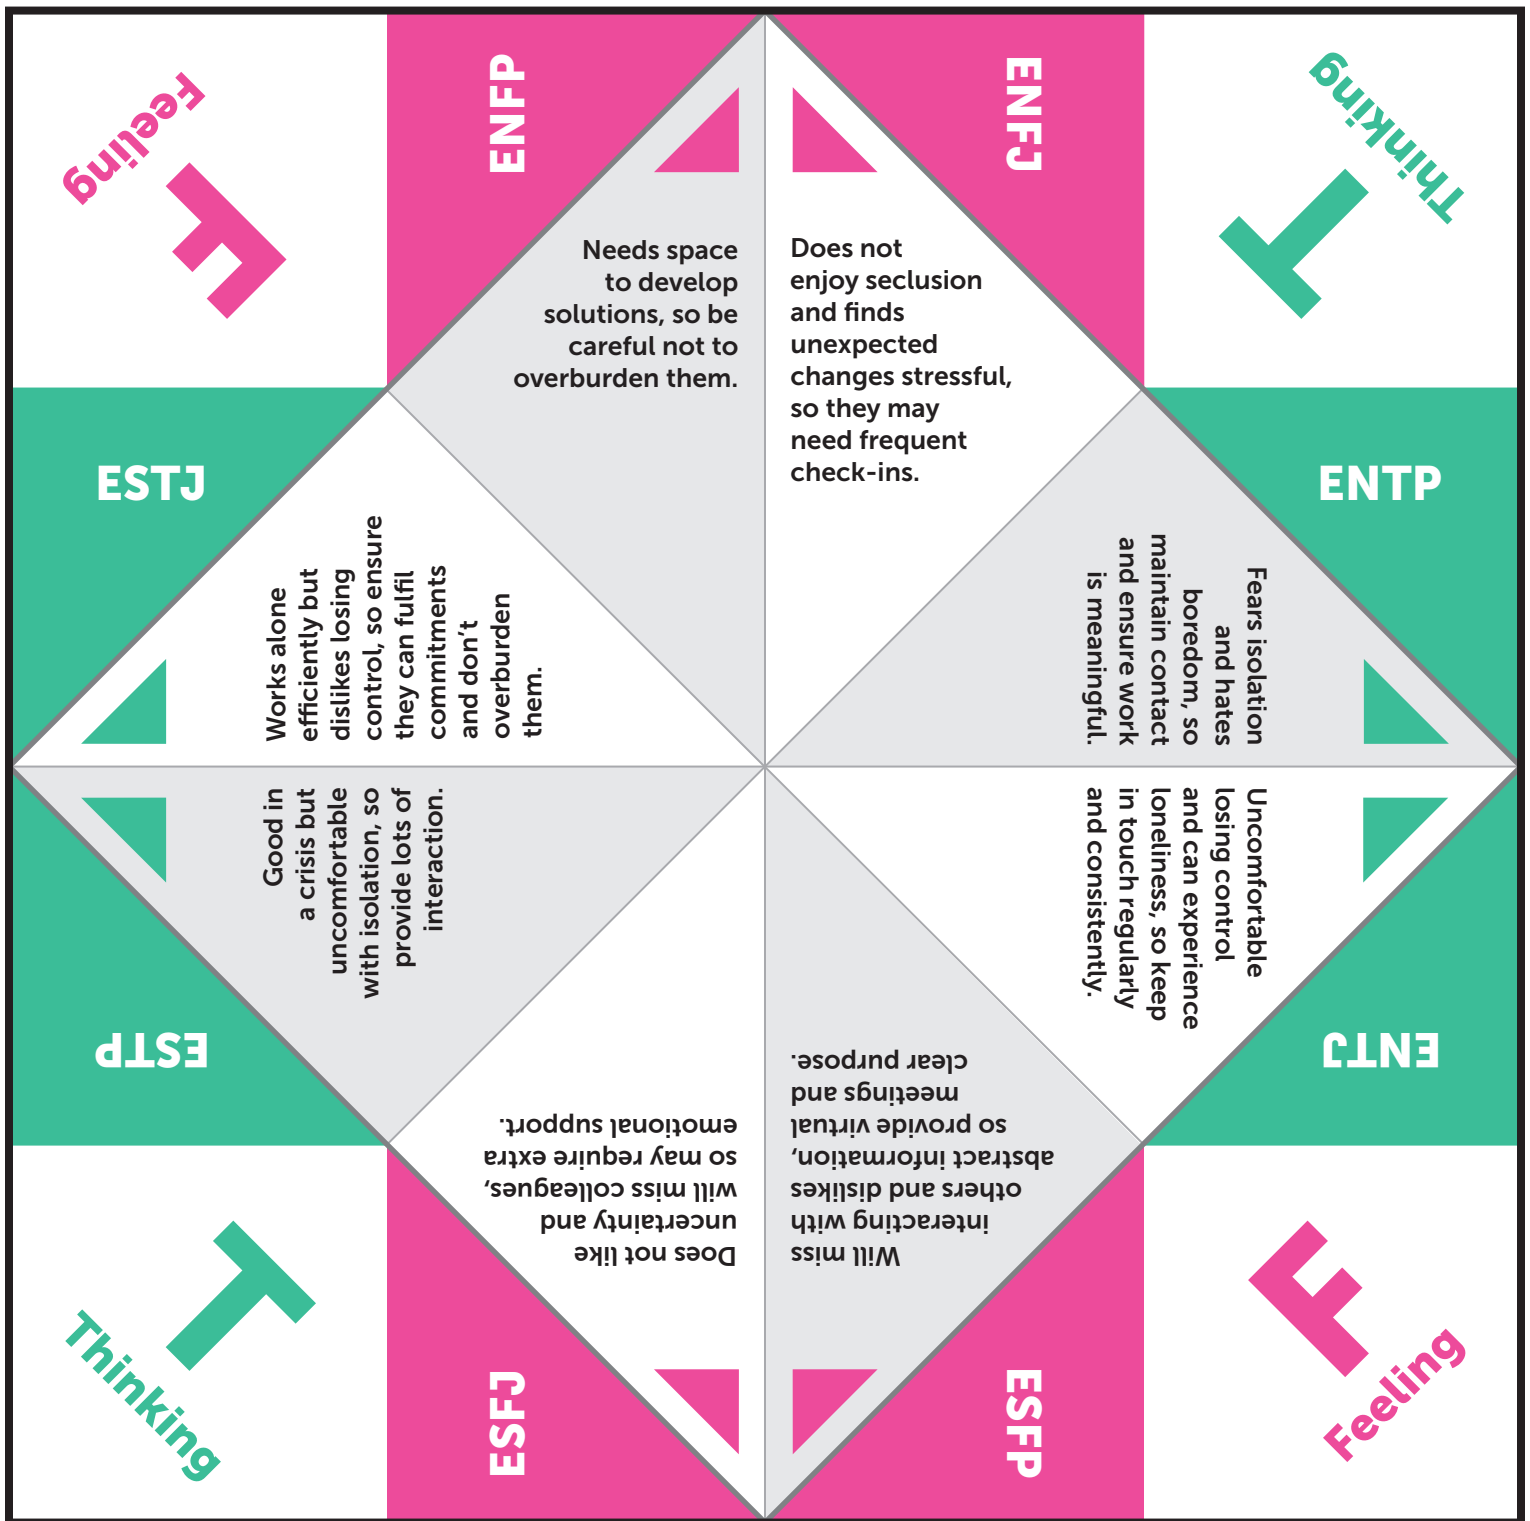 Feeling
F
ENFP
ENFJ
Thinking
T
Needs space
to develop
solutions, so be
careful not to
overburden them.
Does not
enjoy seclusion
and finds
unexpected
changes stressful,
so they may
need frequent
check-ins.
ESTJ
ENTP
Works alone
efficiently but
dislikes losing
control, so ensure
they can fulfil
commitments
and don't
overburden
them.
Fears isolation
and hates
boredom, so
maintain contact
and ensure work
is meaningful.
Good in
a crisis but
uncomfortable
with isolation, so
provide lots of
interaction.
Uncomfortable
losing control
and can experience
loneliness, so keep
in touch regularly
and consistently.
ESTP
ENTJ
Does not like
uncertainty and
will miss colleagues,
so may require extra
emotional support.
Will miss
interacting with
others and dislikes
abstract information,
so provide virtual
meetings and
clear purpose.
T
Thinking
ESFJ
ESFP
F
Feeling